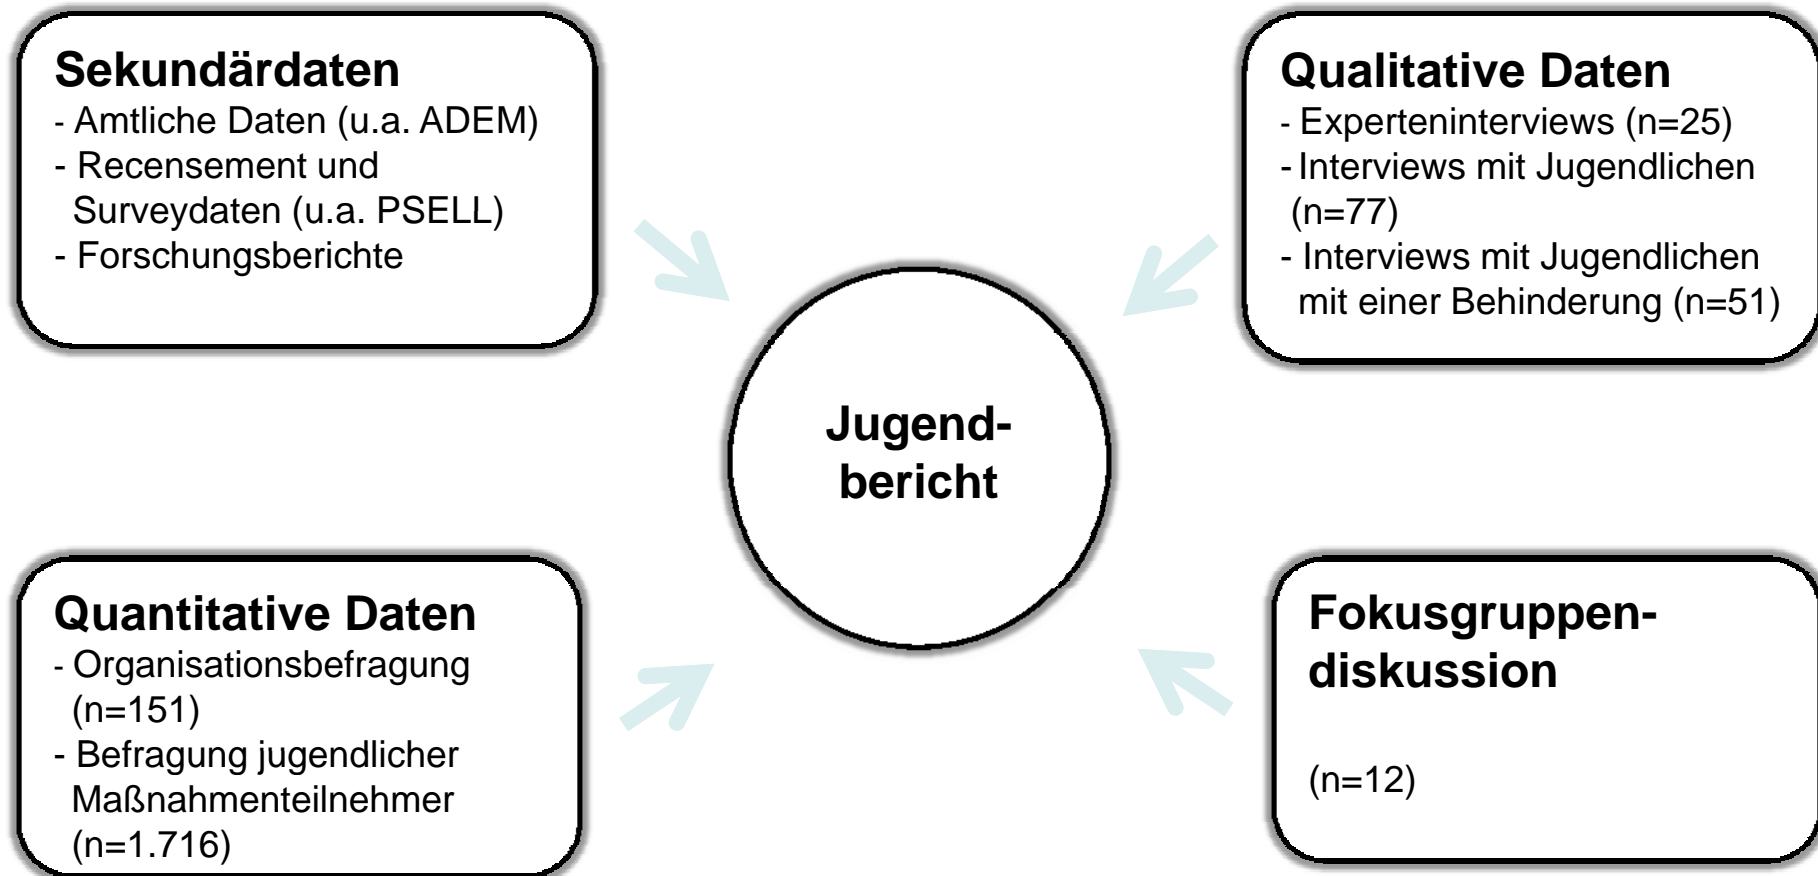 Sekundärdaten
- Amtliche Daten (u.a. ADEM)
- Recensement und
Surveydaten (u.a. PSELL)
- Forschungsberichte
Qualitative Daten
- Experteninterviews (n=25)
- Interviews mit Jugendlichen
(n=77)
- Interviews mit Jugendlichen
mit einer Behinderung (n=51)
Jugend-
bericht
Quantitative Daten
- Organisationsbefragung
(n=151)
- Befragung jugendlicher
Maßnahmenteilnehmer
(n=1.716)
Fokusgruppen-
diskussion
(n=12)